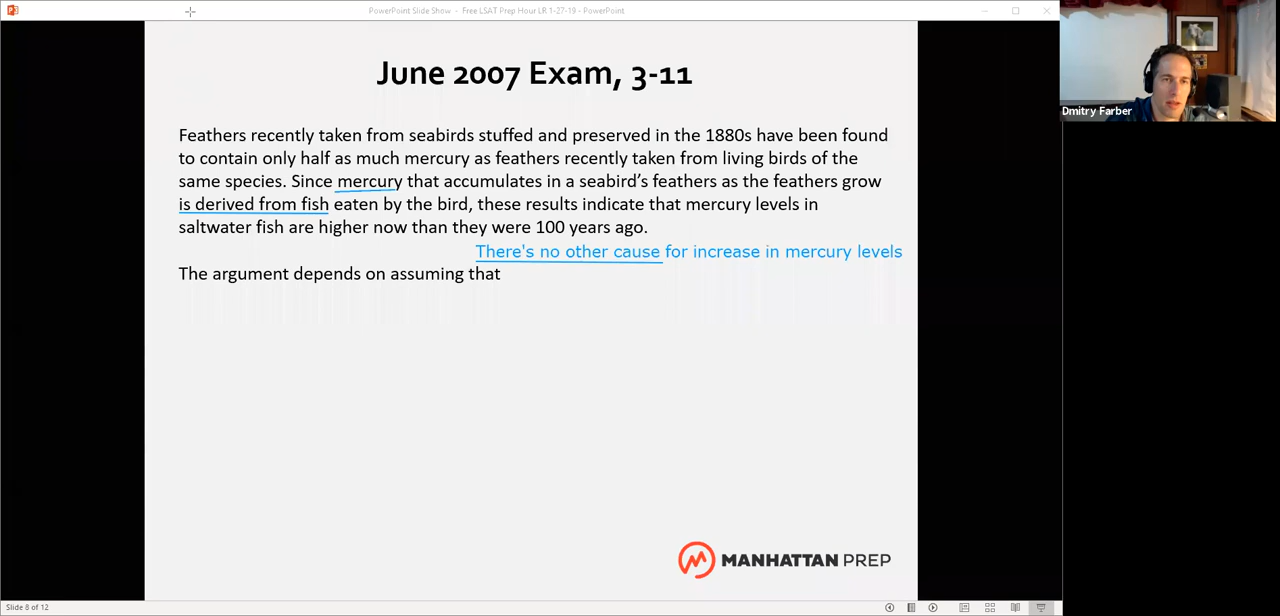 PowerPoint Slide Show - Free LSAT Prep Hour LR 1-27-19 - PowerPoint
June 2007 Exam, 3-11
Dmitry Farber
Feathers recently taken from seabirds stuffed and preserved in the 1880s have been found
to contain only half as much mercury as feathers recently taken from living birds of the
same species. Since mercury that accumulates in a seabird's feathers as the feathers grow
is derived from fish eaten by the bird, these results indicate that mercury levels in
saltwater fish are higher now than they were 100 years ago.
There's no other cause for increase in mercury levels
The argument depends on assuming that
MANHATTAN PREP
Slide 8 of 12